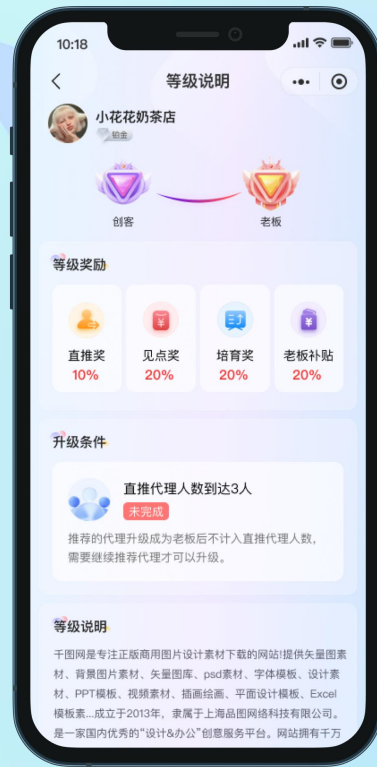 10:18
等级说明
小花花奶茶店
铂金
创客
老板
等级奖励
直推奖
10%
见点奖
20%
培育奖
20%
老板补贴
20%
升级条件
直推代理人数到达3人
未完成
推荐的代理升级成为老板后不计入直推代理人数，
需要继续推荐代理才可以升级。
等级说明
千图网是专注正版商用图片设计素材下载的网站!提供矢量图素
材、背景图片素材、矢量图库、psd素材、字体模板、设计素
材、PPT模板、视频素材、插画绘画、平面设计模板、Excel
模板素...成立于2013年，隶属于上海品图网络科技有限公司。
是一家国内优秀的“设计&办公”创意服务平台。网站拥有千万